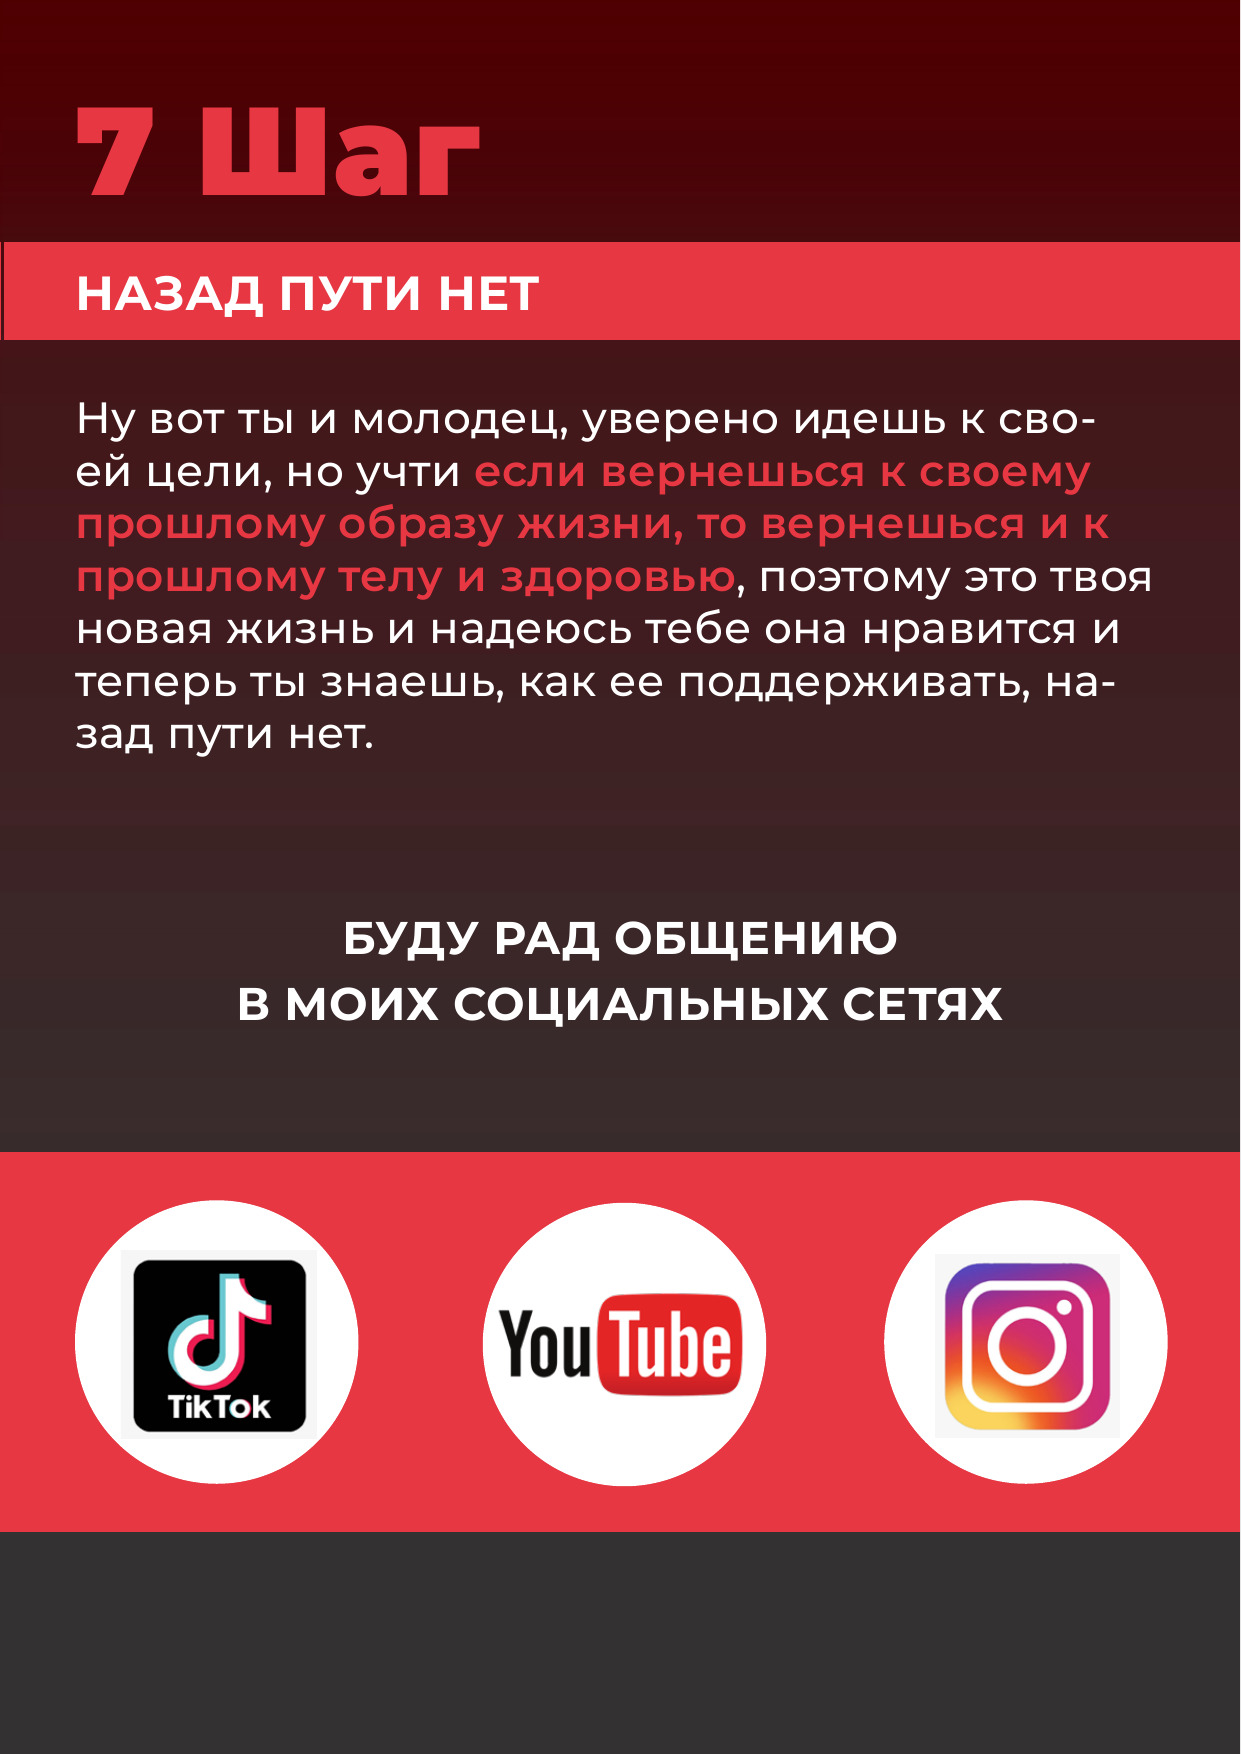 7 Шаг
НАЗАД ПУТИ НЕТ
Ну вот ты и молодец, уверено идешь к сво-
ей цели, но учти если вернешься к своему
прошлому образу жизни, то вернешься и к
прошлому телу и здоровью, поэтому это твоя
новая жизнь и надеюсь тебе она нравится и
теперь ты знаешь, как ее поддерживать, на-
зад пути нет.
БУДУ РАД ОБЩЕНИЮ
В МОИХ СОЦИАЛЬНЫХ СЕТЯХ
TikTok
YouTube